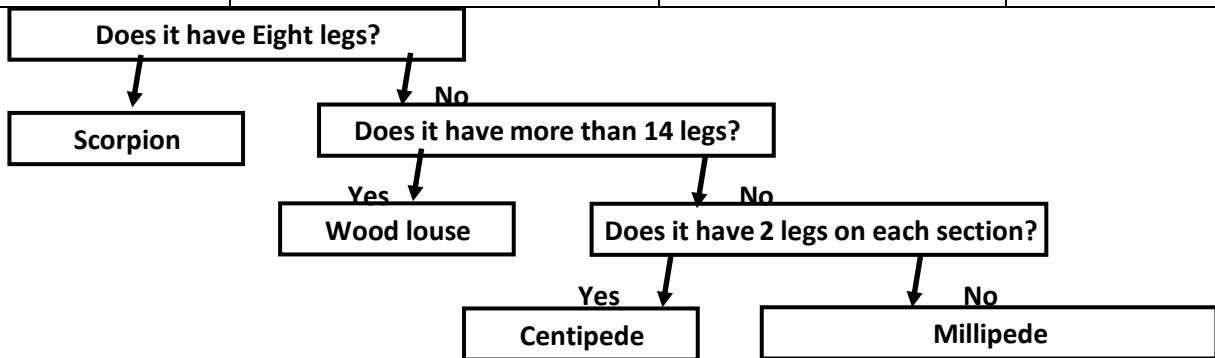 Does it have Eight legs?
No
Scorpion
Does it have more than 14 legs?
Yes
No
Wood louse
Does it have 2 legs on each section?
Yes
No
Centipede
Millipede